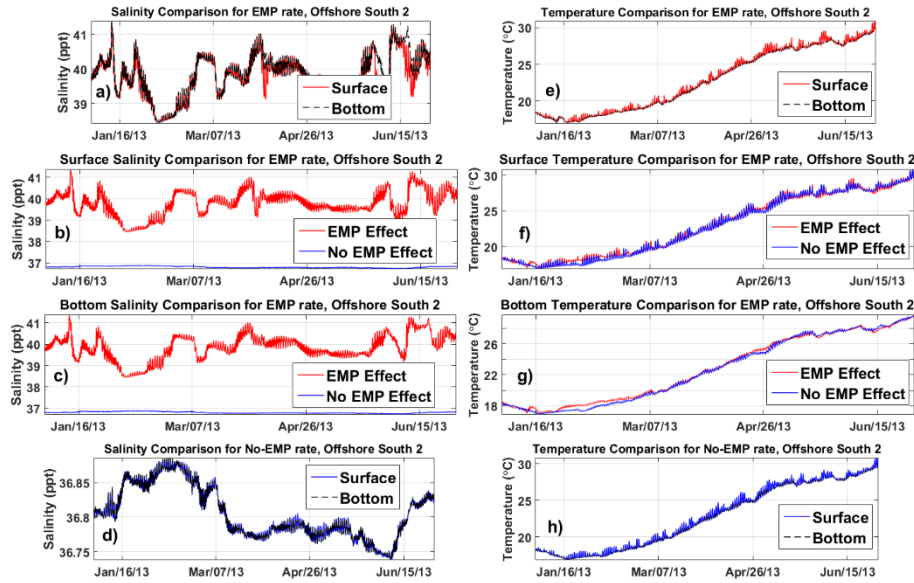 Salinity Comparison for EMP rate, Offshore South 2
Salinity (ppt)
41
40
39
a)
Surface
Bottom
Jan/16/13 Mar/07/13 Apr/26/13 Jun/15/13
Temperature Comparison for EMP rate, Offshore South 2
Temperature (°C)
30
25
20
e)
Surface
Bottom
Jan/16/13 Mar/07/13 Apr/26/13 Jun/15/13
Surface Salinity Comparison for EMP rate, Offshore South 2
Salinity (ppt)
41
40
39
38
37
b)
EMP Effect
No EMP Effect
Jan/16/13 Mar/07/13 Apr/26/13 Jun/15/13
Surface Temperature Comparison for EMP rate, Offshore South 2
Temperature (°C)
30
25
20
f)
EMP Effect
No EMP Effect
Jan/16/13 Mar/07/13 Apr/26/13 Jun/15/13
Bottom Salinity Comparison for EMP rate, Offshore South 2
Salinity (ppt)
41
40
39
38
37
c)
EMP Effect
No EMP Effect
Jan/16/13 Mar/07/13 Apr/26/13 Jun/15/13
Bottom Temperature Comparison for EMP rate, Offshore South 2
Temperature (°C)
26
22
18
g)
EMP Effect
No EMP Effect
Jan/16/13 Mar/07/13 Apr/26/13 Jun/15/13
Salinity Comparison for No-EMP rate, Offshore South 2
Salinity (ppt)
36.85
36.8
36.75
d)
Surface
Bottom
Jan/16/13 Mar/07/13 Apr/26/13 Jun/15/13
Temperature Comparison for No-EMP rate, Offshore South 2
Temperature (°C)
30
25
20
h)
Surface
Bottom
Jan/16/13 Mar/07/13 Apr/26/13 Jun/15/13